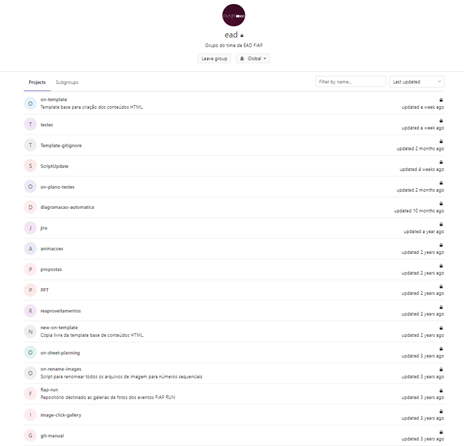 ead
Grupo do time de EAD FIAP.
Leave group
Global
Projects
Subgroups
Filter by name...
Last updated
O
on-template
Template base para criação dos conteúdos HTML.
updated a week ago
T
testes
updated a week ago
T
Template-gitignore
updated 2 months ago
S
ScriptUpdate
updated 4 weeks ago
O
on-plano-testes
updated 2 months ago
D
diagramacao-automatica
updated 10 months ago
J
jira
updated a year ago
A
animacoes
updated 2 years ago
P
propostas
updated 2 years ago
P
PPT
updated 2 years ago
R
reaproveitamentos
updated 2 years ago
N
new-on-template
Cópia livre da template base de conteúdos HTML.
updated 2 years ago
O
on-sheet-planning
updated 3 years ago
O
on-rename-images
Script para renomear todos os arquivos de imagem para números sequenciais
updated 3 years ago
F
fiap-run
Repositório destinado as galerias de fotos dos eventos FIAP RUN
updated 3 years ago
I
image-click-gallery
updated 3 years ago
G
git-manual
updated 3 years ago